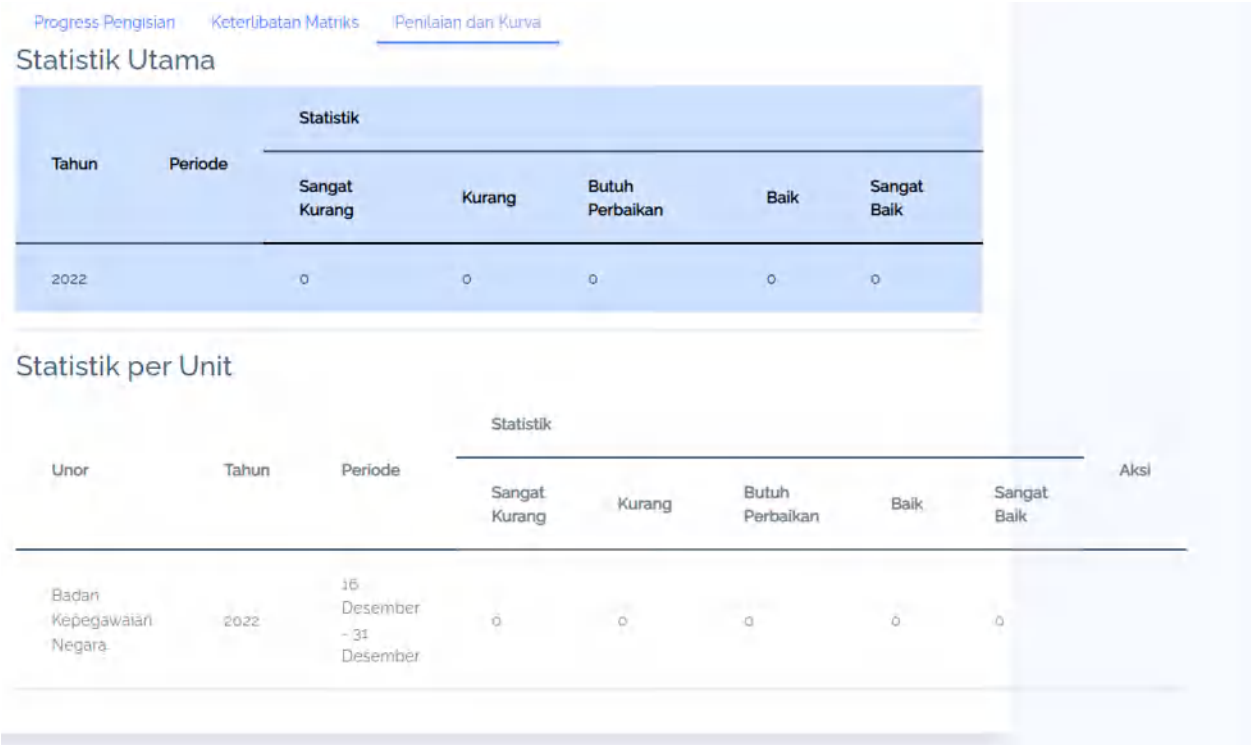 Progress Pengisian Keterlibatan Matriks Penilaian dan Kurva
Statistik Utama
Statistik
Tahun Periode
Sangat Kurang Kurang Butuh Perbaikan Baik Sangat Baik
2022 0 0 0 0 0
Statistik per Unit
Statistik
Unor Tahun Periode Aksi
Sangat Kurang Kurang Butuh Perbaikan Baik Sangat Baik
Badan Kepegawaian Negara 2022 16 Desember - 31 Desember 0 0 0 0 0